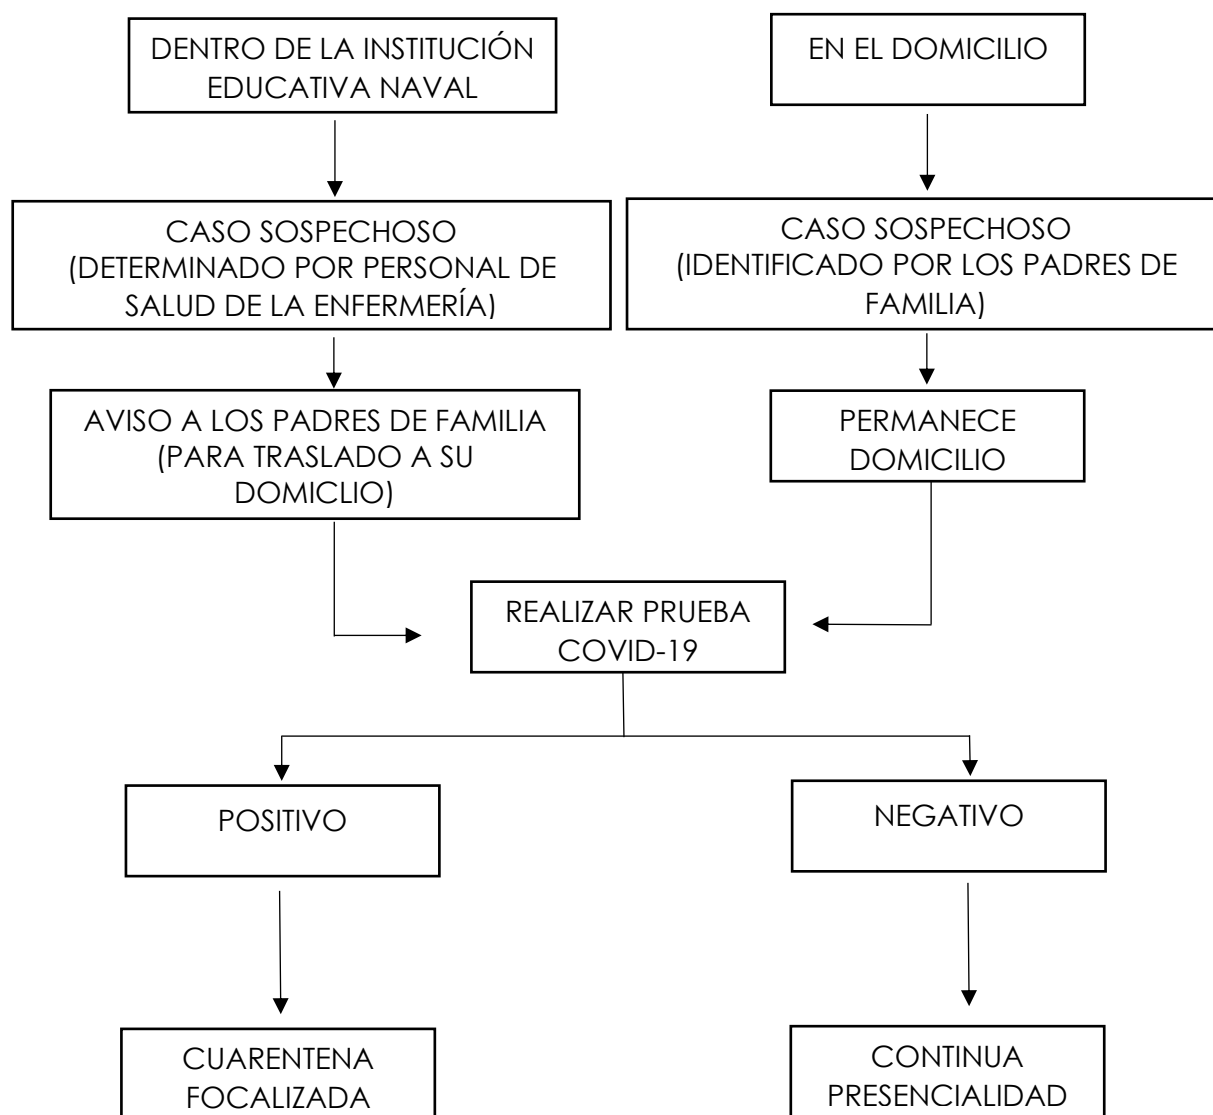 DENTRO DE LA INSTITUCIÓN
EDUCATIVA NAVAL
EN EL DOMICILIO
CASO SOSPECHOSO
(DETERMINADO POR PERSONAL DE
SALUD DE LA ENFERMERÍA)
CASO SOSPECHOSO
(IDENTIFICADO POR LOS PADRES DE
FAMILIA)
AVISO A LOS PADRES DE FAMILIA
(PARA TRASLADO A SU
DOMICLIO)
PERMANECE
DOMICILIO
REALIZAR PRUEBA
COVID-19
POSITIVO
NEGATIVO
CUARENTENA
FOCALIZADA
CONTINUA
PRESENCIALIDAD